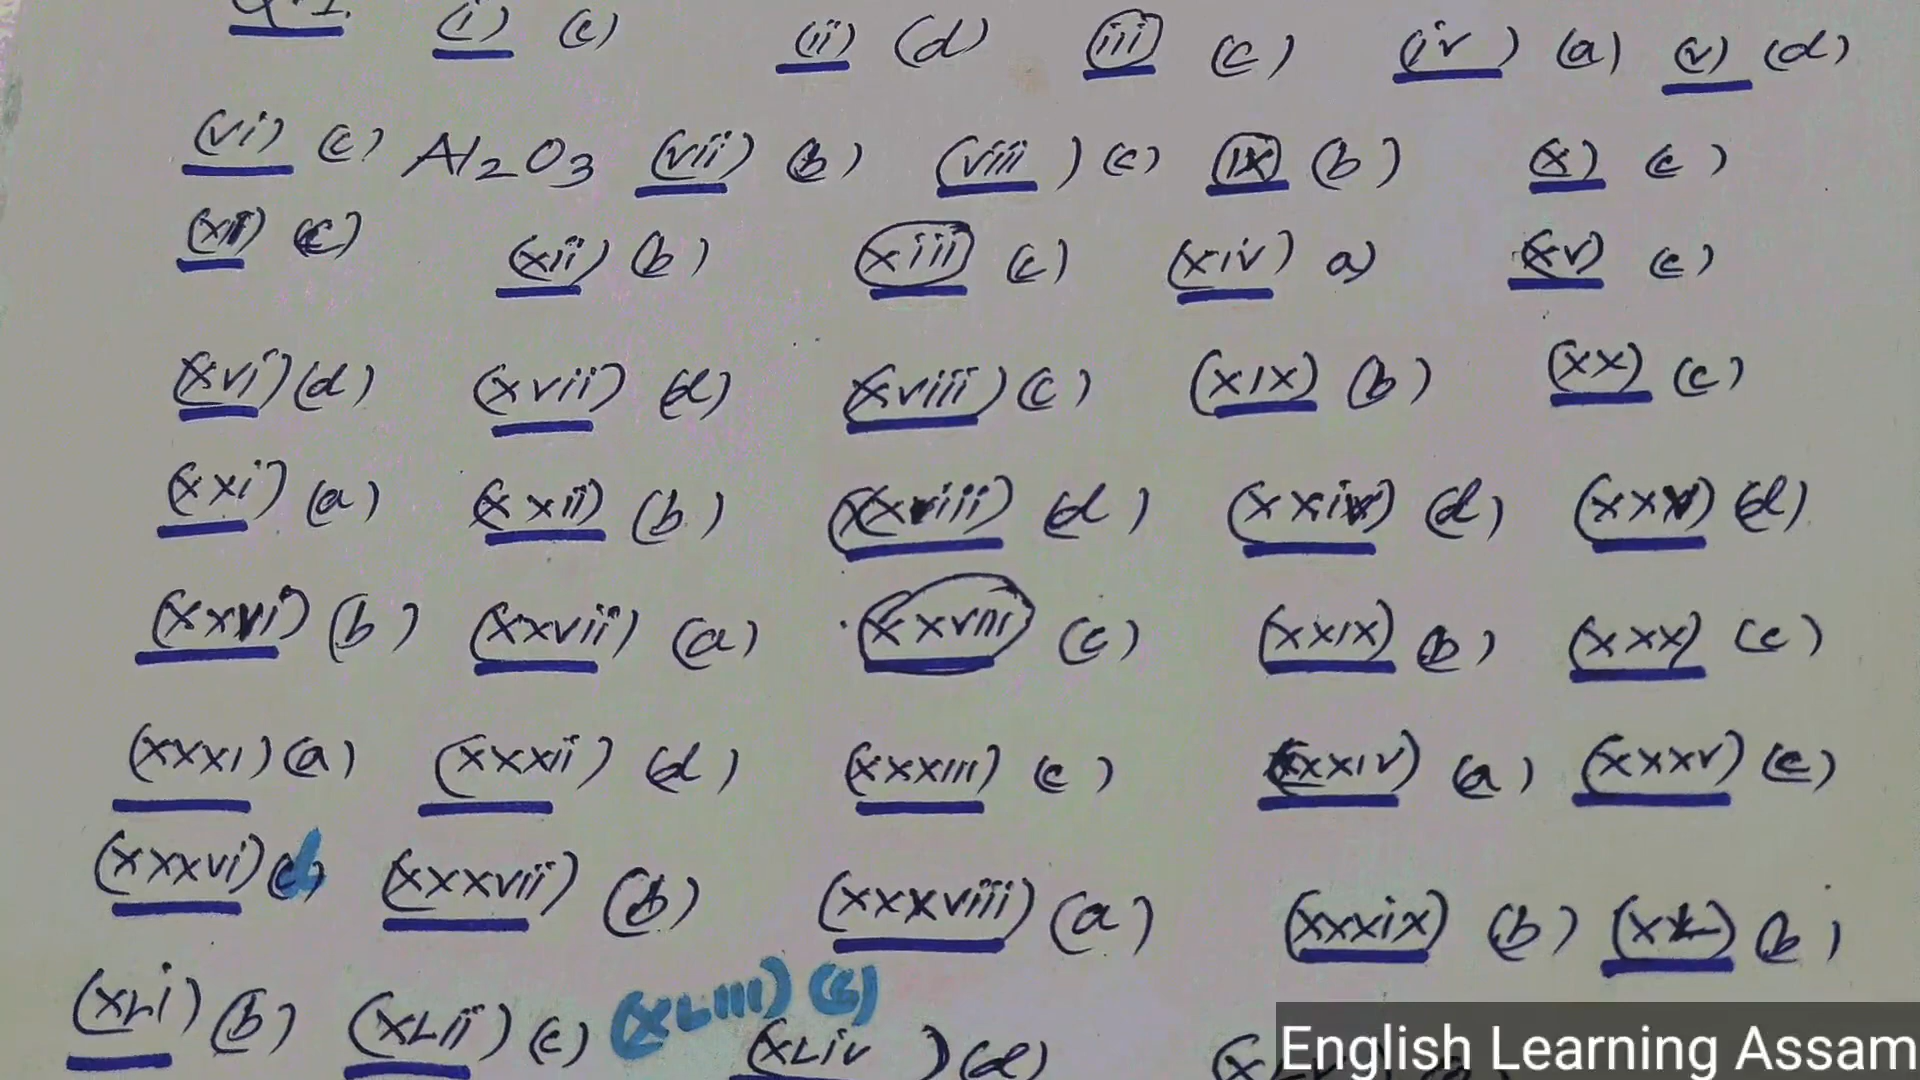 (i) (c) (ii) (d) (iii) (c) (iv) (a) (v) (d)
(vi) (c) Al2O3 (vii) (b) (viii) (c) (ix) (b) (x) (c)
(xi) (c) (xii) (b) (xiii) (c) (xiv) a) (xv) (c)
(xvi) (d) (xvii) (d) (xviii) (c) (xix) (b) (xx) (c)
(xxi) (a) (xxii) (b) (xxiii) (d) (xxiv) (d) (xxv) (d)
(xxvi) (b) (xxvii) (a) (xxviii) (c) (xxix) (b) (xxx) (c)
(xxxi) (a) (xxxii) (d) (xxxiii) (c) (xxxiv) (a) (xxxv) (c)
(xxxvi) (xxxvii) (b) (xxxviii) (a) (xxxix) (b) (xL) (b)
(xLi) (b) (xLii) (c) (xLiii) (c) (xLiv) (d)
English Learning Assam